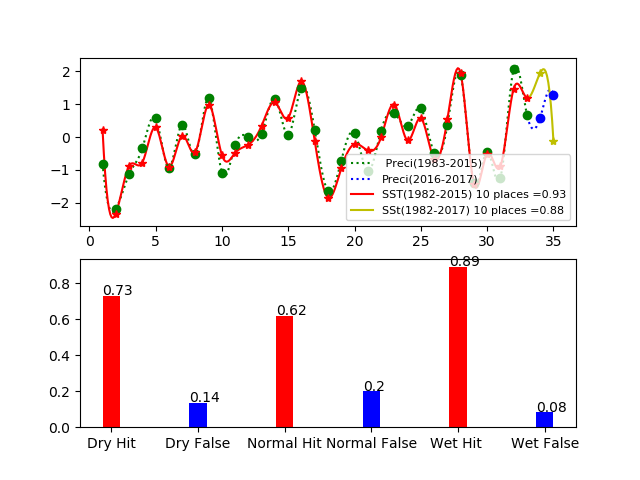 2
1
0
−1
−2
0 5 10 15 20 25 30 35
Preci(1983-2015)
Preci(2016-2017)
SST(1982-2015) 10 places =0.93
SSt(1982-2017) 10 places =0.88
0.8
0.6
0.4
0.2
0.0
0.73
0.14
0.62
0.2
0.89
0.08
Dry Hit Dry False Normal Hit Normal False Wet Hit Wet False